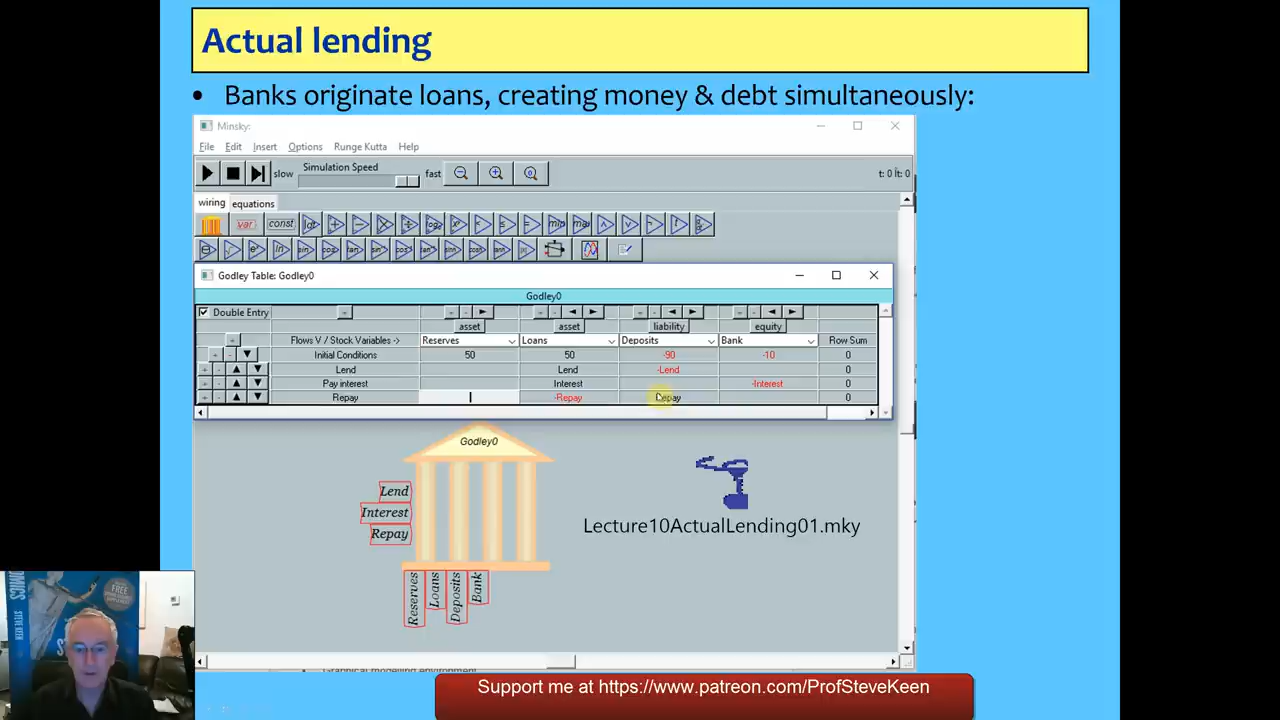 Actual lending
• Banks originate loans, creating money & debt simultaneously:
Minsky:
File Edit Insert Options Runge Kutta Help
slow Simulation Speed fast t: 0 Δt: 0
wiring equations
var const
Godley Table: Godley0
Godley0
Double Entry
asset asset liability equity
Flows V / Stock Variables -> Reserves Loans Deposits Bank Row Sum
Initial Conditions 50 50 -90 -10 0
Lend Lend -Lend 0
Pay interest Interest -Interest 0
Repay -Repay Repay 0
Godley0
Lend
Interest
Repay
Reserves
Loans
Deposits
Bank
Lecture10ActualLending01.mky
STEVE KEEN
FREE
Support me at https://www.patreon.com/ProfSteveKeen